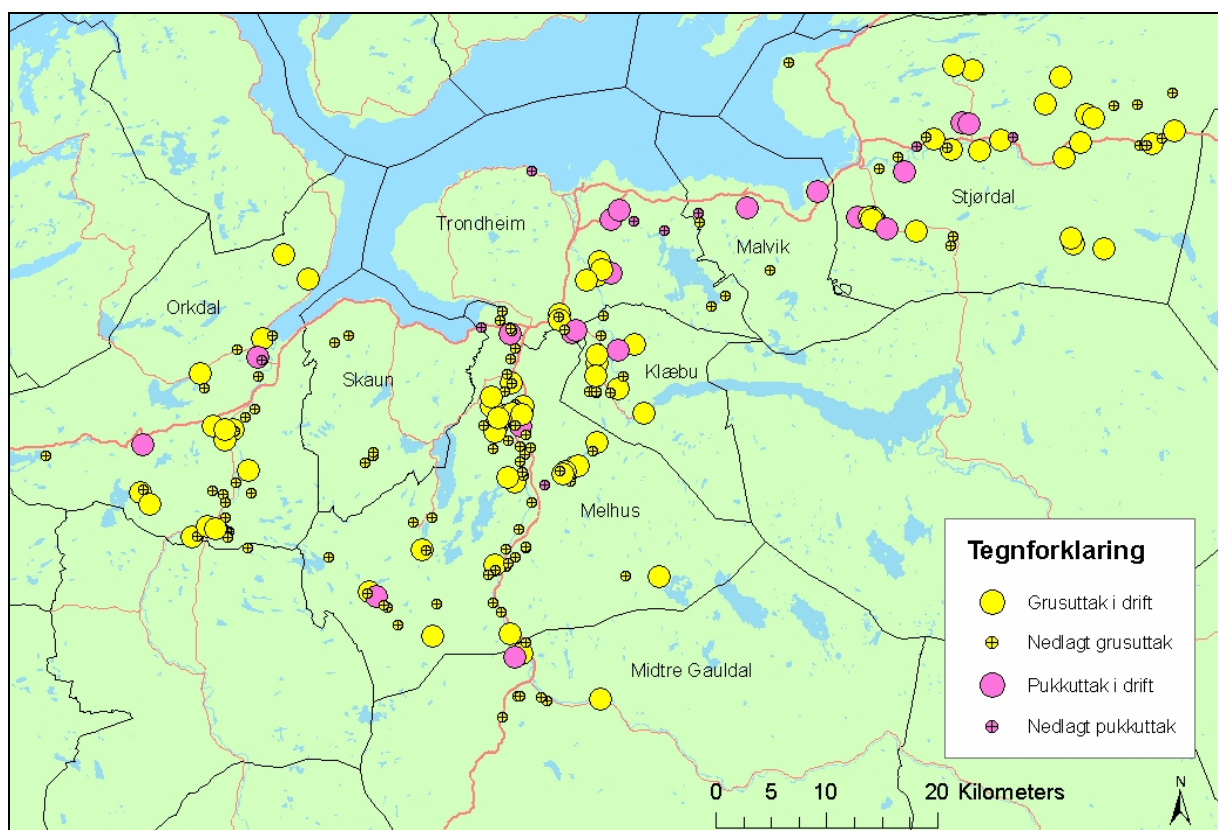 Trondheim
Stjørdal
Malvik
Orkdal
Skaun
Klæbu
Melhus
Midtre Gauldal
Tegnforklaring
Grusuttak i drift
Nedlagt grusuttak
Pukkuttak i drift
Nedlagt pukkuttak
0 5 10 20 Kilometers
N